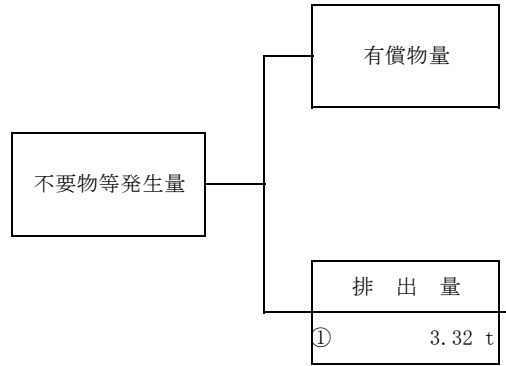 有償物量
不要物等発生量
排 出 量
① 3.32 t